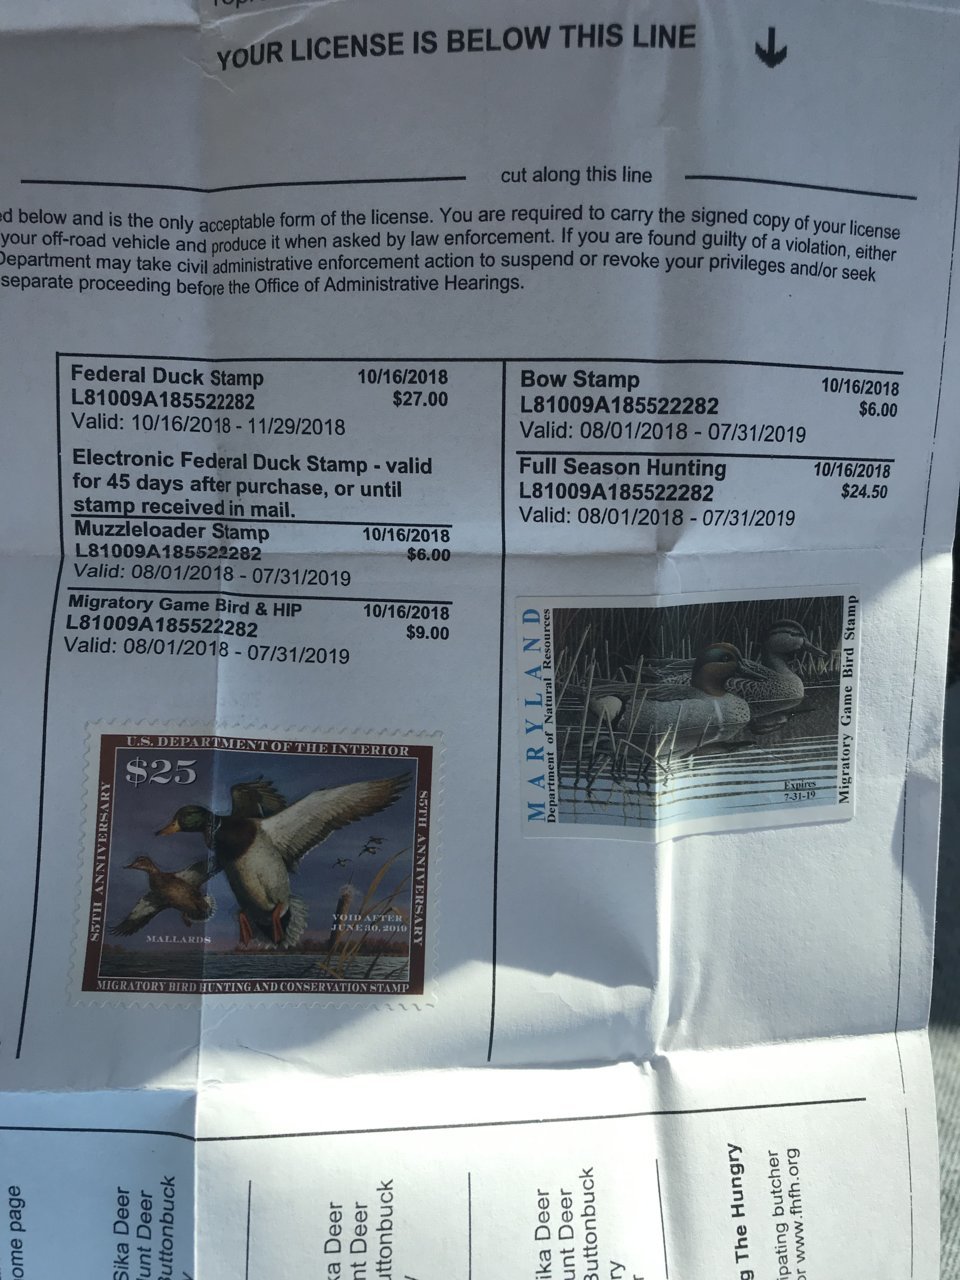 YOUR LICENSE IS BELOW THIS LINE
cut along this line
ed below and is the only acceptable form of the license. You are required to carry the signed copy of your license
your off-road vehicle and produce it when asked by law enforcement. If you are found guilty of a violation, either
Department may take civil administrative enforcement action to suspend or revoke your privileges and/or seek
separate proceeding before the Office of Administrative Hearings.
Federal Duck Stamp 10/16/2018
L81009A185522282 $27.00
Valid: 10/16/2018 - 11/29/2018
Electronic Federal Duck Stamp - valid
for 45 days after purchase, or until
stamp received in mail.
Muzzleloader Stamp 10/16/2018
L81009A185522282 $6.00
Valid: 08/01/2018 - 07/31/2019
Migratory Game Bird & HIP 10/16/2018
L81009A185522282 $9.00
Valid: 08/01/2018 - 07/31/2019
Bow Stamp 10/16/2018
L81009A185522282 $6.00
Valid: 08/01/2018 - 07/31/2019
Full Season Hunting 10/16/2018
L81009A185522282 $24.50
Valid: 08/01/2018 - 07/31/2019
MARYLAND
Department of Natural Resources
Migratory Game Bird Stamp
Expires
7-31-19
U.S. DEPARTMENT OF THE INTERIOR
$25
85TH ANNIVERSARY
85TH ANNIVERSARY
VOID AFTER
JUNE 30, 2019
MALLARDS
MIGRATORY BIRD HUNTING AND CONSERVATION STAMP
ome page
Sika Deer
unt Deer
uttonbuck
ka Deer
nt Deer
uttonbuck
y
ika Deer
unt Deer
Buttonbuck
ry
r
g The Hungry
ipating butcher
or www.fhfh.org